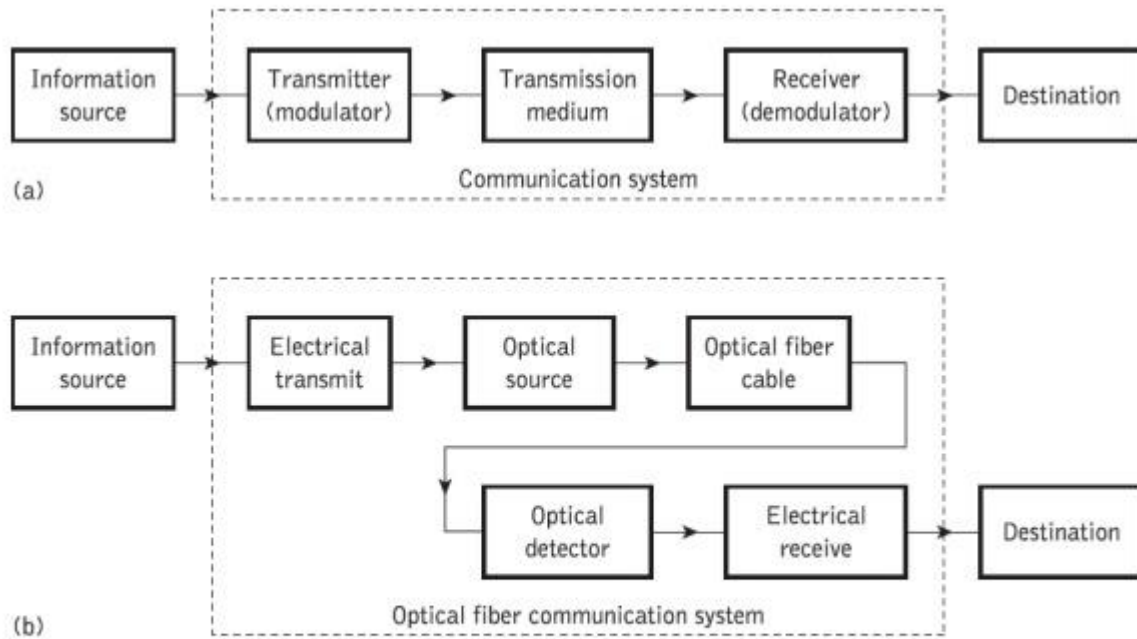 Information
source
Transmitter
(modulator)
Transmission
medium
Receiver
(demodulator)
Destination
Communication system
(a)
Information
source
Electrical
transmit
Optical
source
Optical fiber
cable
Optical
detector
Electrical
receive
Destination
Optical fiber communication system
(b)